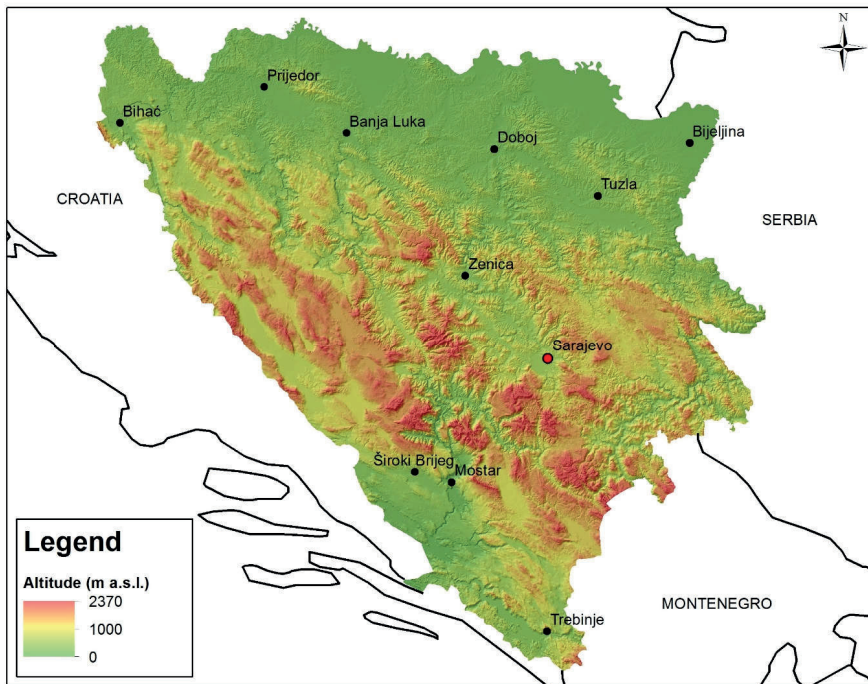 N
Prijedor
Bihać
Banja Luka
Doboj
Bijeljina
Tuzla
CROATIA
SERBIA
Zenica
Sarajevo
Široki Brijeg
Mostar
Legend
Altitude (m a.s.l.)
2370
1000
0
MONTENEGRO
Trebinje